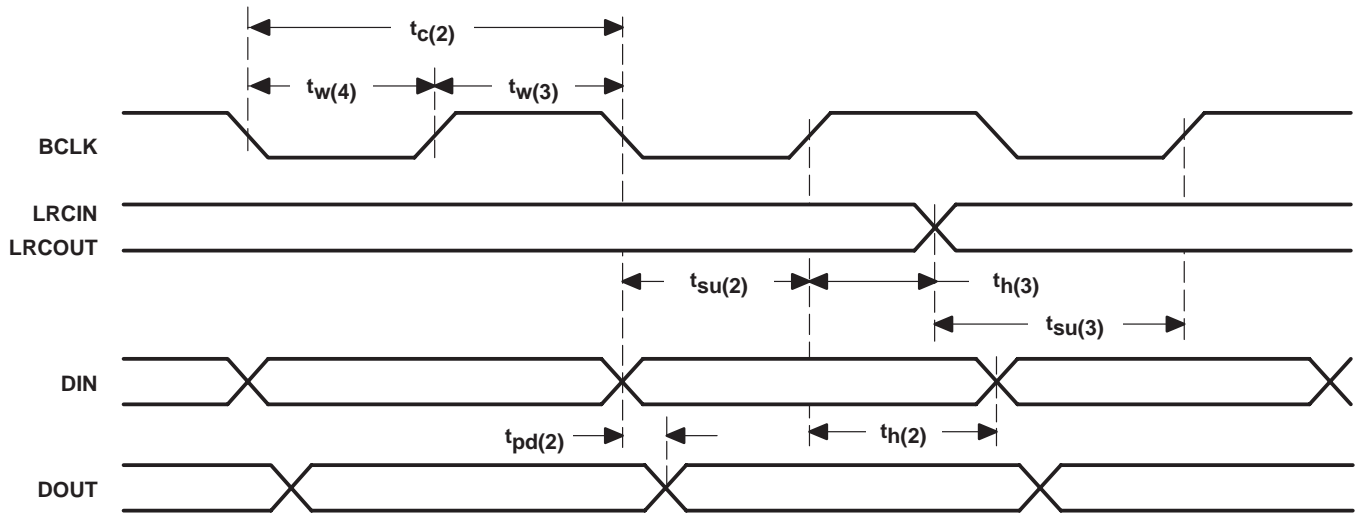 tc(2)
tw(4) tw(3)
BCLK
LRCIN
LRCOUT
tsu(2) th(3)
tsu(3)
DIN
tpd(2) th(2)
DOUT